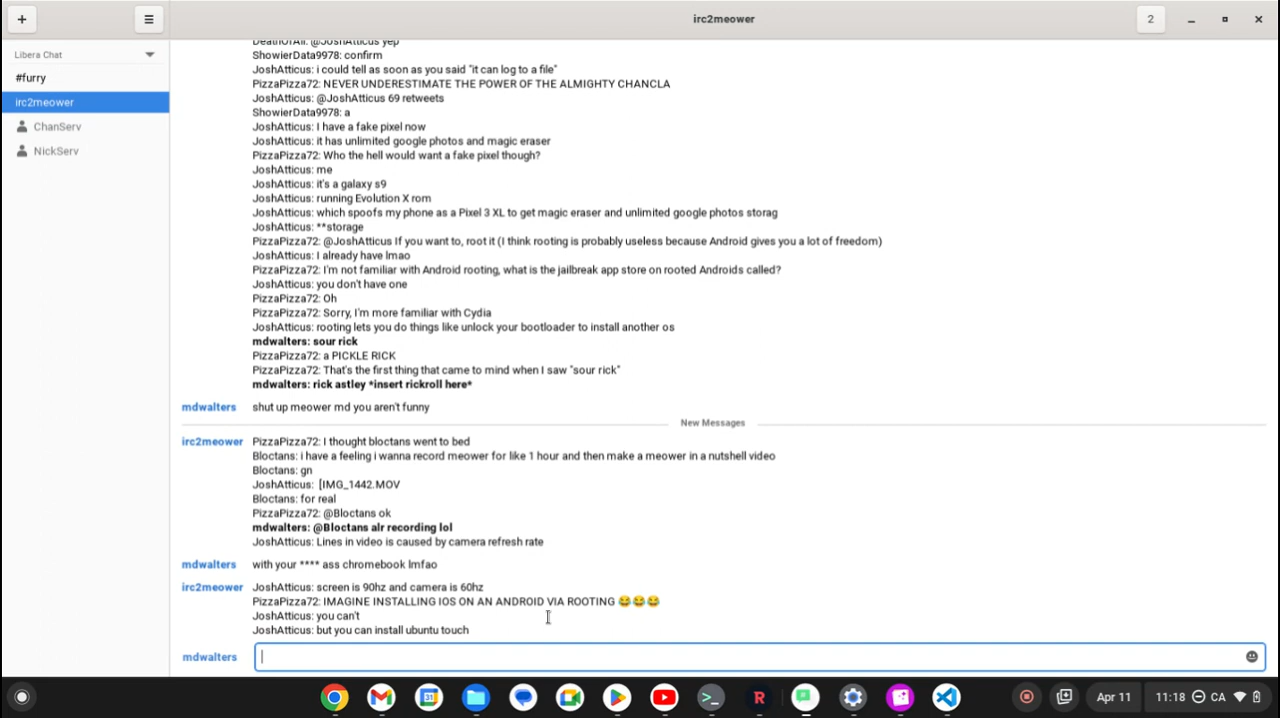 irc2meower
2
Libera Chat
#furry
irc2meower
ChanServ
NickServ
DeathOfAll: @JoshAtticus yep
ShowierData9978: confirm
JoshAtticus: i could tell as soon as you said "it can log to a file"
PizzaPizza72: NEVER UNDERESTIMATE THE POWER OF THE ALMIGHTY CHANCLA
JoshAtticus: @JoshAtticus 69 retweets
ShowierData9978: a
JoshAtticus: I have a fake pixel now
JoshAtticus: it has unlimited google photos and magic eraser
PizzaPizza72: Who the hell would want a fake pixel though?
JoshAtticus: me
JoshAtticus: it's a galaxy s9
JoshAtticus: running Evolution X rom
JoshAtticus: which spoofs my phone as a Pixel 3 XL to get magic eraser and unlimited google photos storag
JoshAtticus: **storage
PizzaPizza72: @JoshAtticus If you want to, root it (I think rooting is probably useless because Android gives you a lot of freedom)
JoshAtticus: I already have lmao
PizzaPizza72: I'm not familiar with Android rooting, what is the jailbreak app store on rooted Androids called?
JoshAtticus: you don't have one
PizzaPizza72: Oh
PizzaPizza72: Sorry, I'm more familiar with Cydia
JoshAtticus: rooting lets you do things like unlock your bootloader to install another os
mdwalters: sour rick
PizzaPizza72: a PICKLE RICK
PizzaPizza72: That's the first thing that came to mind when I saw "sour rick"
mdwalters: rick astley *insert rickroll here*
mdwalters shut up meower md you aren't funny
New Messages
irc2meower PizzaPizza72: I thought bloctans went to bed
Bloctans: i have a feeling i wanna record meower for like 1 hour and then make a meower in a nutshell video
Bloctans: gn
JoshAtticus: [IMG_1442.MOV
Bloctans: for real
PizzaPizza72: @Bloctans ok
mdwalters: @Bloctans alr recording lol
JoshAtticus: Lines in video is caused by camera refresh rate
mdwalters with your **** ass chromebook lmfao
irc2meower JoshAtticus: screen is 90hz and camera is 60hz
PizzaPizza72: IMAGINE INSTALLING IOS ON AN ANDROID VIA ROOTING 😂😂😂
JoshAtticus: you can't
JoshAtticus: but you can install ubuntu touch
mdwalters
Apr 11
11:18
CA